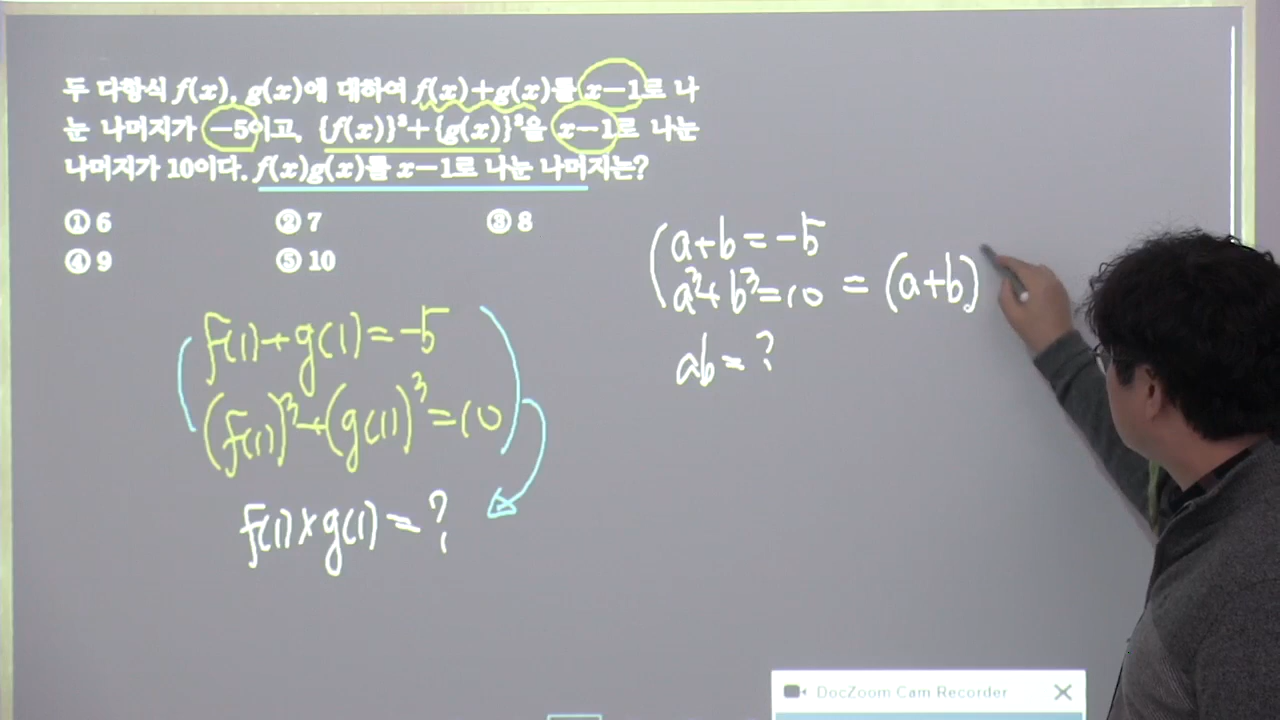 두 다항식 f(x), g(x)에 대하여 f(x)+g(x)를 x-1로 나
눈 나머지가 -5이고, {f(x)}³+{g(x)}³을 x-1로 나눈
나머지가 10이다. f(x)g(x)를 x-1로 나눈 나머지는?
① 6 ② 7 ③ 8
④ 9 ⑤ 10
f(1)+g(1)=-5
(f(1))³+(g(1))³=10
f(1)×g(1)=?
a+b=-5
a³+b³=10 = (a+b)
ab=?
DocZoom Cam Recorder